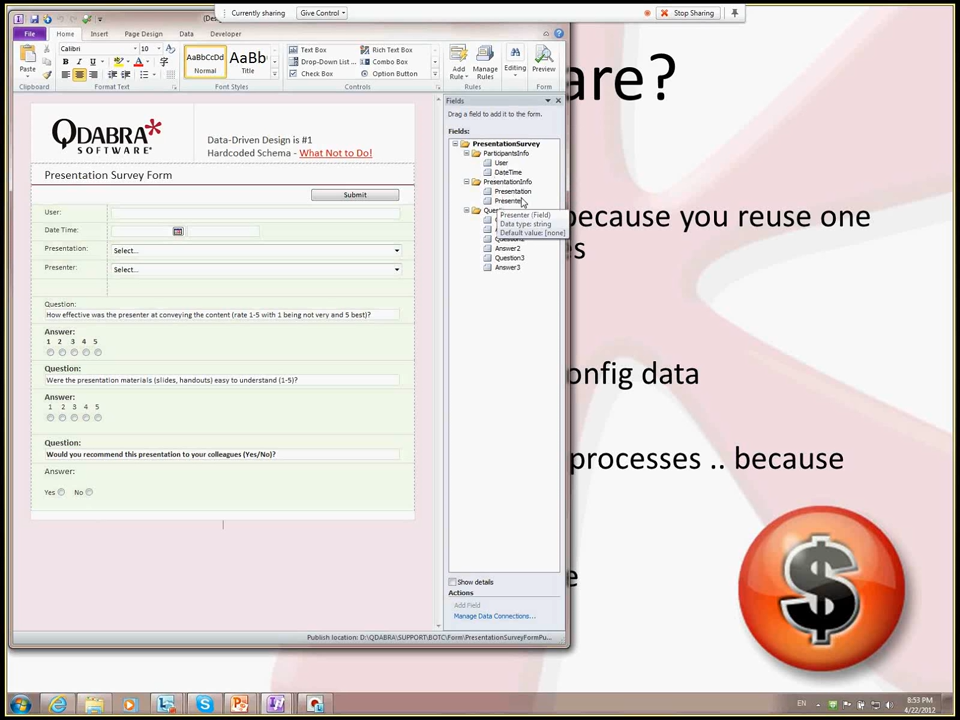 (De
Currently sharing
Give Control
Stop Sharing
File
Home
Insert
Page Design
Data
Developer
Paste
Clipboard
Calibri
10
Format Text
AaBbCcD
Normal
AaBb
Title
Font Styles
Text Box
Rich Text Box
Drop-Down List ...
Combo Box
Check Box
Option Button
Controls
Add Rule
Manage Rules
Rules
Editing
Preview
Form
are?
because you reuse one
es
onfig data
processes .. because
e
QDABRA
SOFTWARE
Data-Driven Design is #1
Hardcoded Schema - What Not to Do!
Presentation Survey Form
Submit
User:
Date Time:
Presentation:
Select...
Presenter:
Select...
Question:
How effective was the presenter at conveying the content (rate 1-5 with 1 being not very and 5 best)?
Answer:
1 2 3 4 5
Question:
Were the presentation materials (slides, handouts) easy to understand (1-5)?
Answer:
1 2 3 4 5
Question:
Would you recommend this presentation to your colleagues (Yes/No)?
Answer:
Yes
No
Fields
Drag a field to add it to the form.
Fields:
PresentationSurvey
ParticipantsInfo
User
DateTime
PresentationInfo
Presentation
Presenter
Presenter (Field)
Data type: string
Default value: [none]
Answer2
Question3
Answer3
Show details
Actions
Add Field
Manage Data Connections...
Publish location: D:\QDABRA\SUPPORT\BOTC\Form\PresentationSurveyFormPu...
$
EN
8:53 PM
4/22/2012